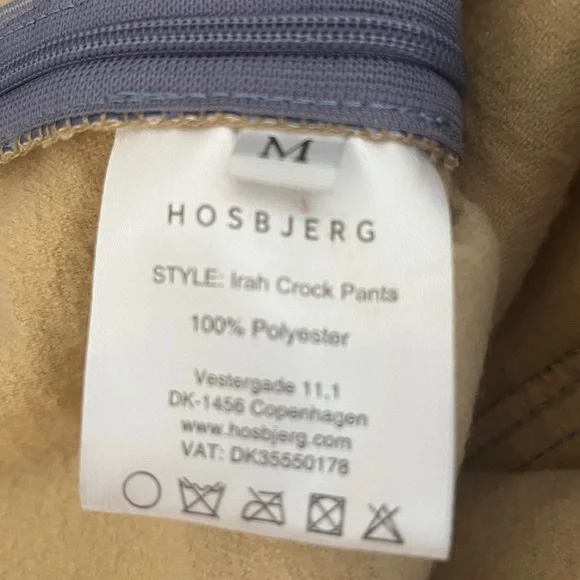 M
HOSBJERG
STYLE: Irah Crock Pants
100% Polyester
Vestergade 11,1
DK-1456 Copenhagen
www.hosbjerg.com
VAT: DK35550178